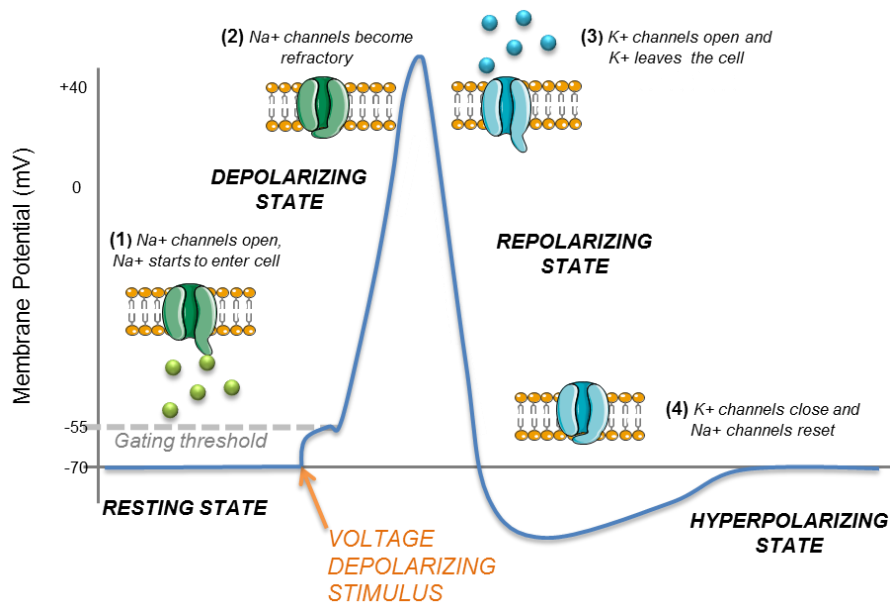 Membrane Potential (mV)
+40
0
-55
-70
(1) Na+ channels open,
Na+ starts to enter cell
Gating threshold
RESTING STATE
VOLTAGE
DEPOLARIZING
STIMULUS
(2) Na+ channels become
refractory
DEPOLARIZING
STATE
(3) K+ channels open and
K+ leaves the cell
REPOLARIZING
STATE
(4) K+ channels close and
Na+ channels reset
HYPERPOLARIZING
STATE